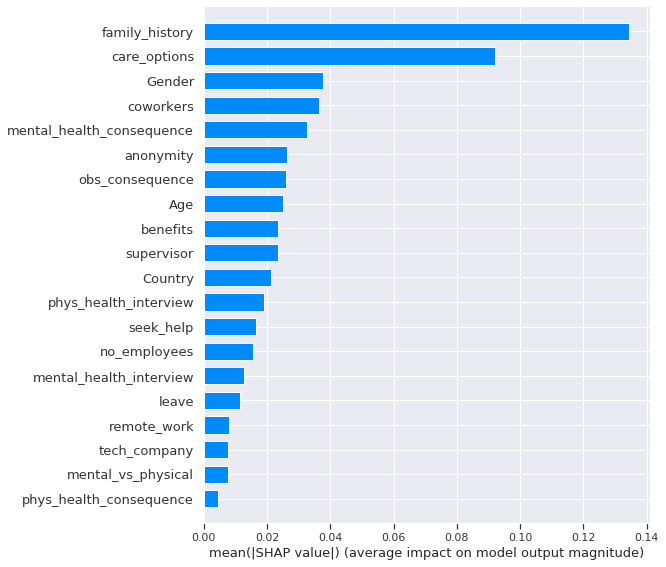 family_history
care_options
Gender
coworkers
mental_health_consequence
anonymity
obs_consequence
Age
benefits
supervisor
Country
phys_health_interview
seek_help
no_employees
mental_health_interview
leave
remote_work
tech_company
mental_vs_physical
phys_health_consequence
0.00 0.02 0.04 0.06 0.08 0.10 0.12 0.14
mean(|SHAP value|) (average impact on model output magnitude)